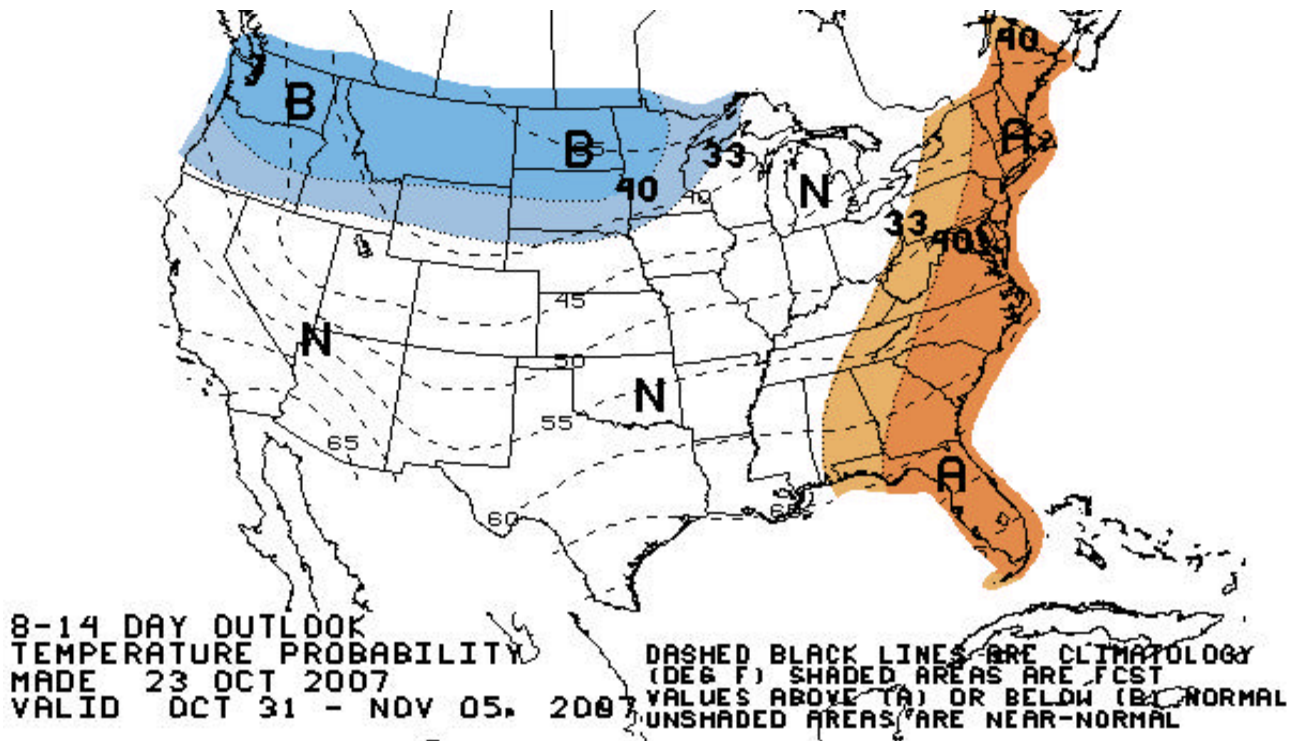 40
B
A
B
35
33
N
40
40
33
40
45
N
50
N
55
65
A
60
8-14 DAY OUTLOOK
TEMPERATURE PROBABILITY
MADE 23 OCT 2007
VALID OCT 31 - NOV 05, 2007
DASHED BLACK LINES ARE CLIMATOLOGY
(DEG F) SHADED AREAS ARE FCST
VALUES ABOVE (A) OR BELOW (B) NORMAL
UNSHADED AREAS ARE NEAR-NORMAL